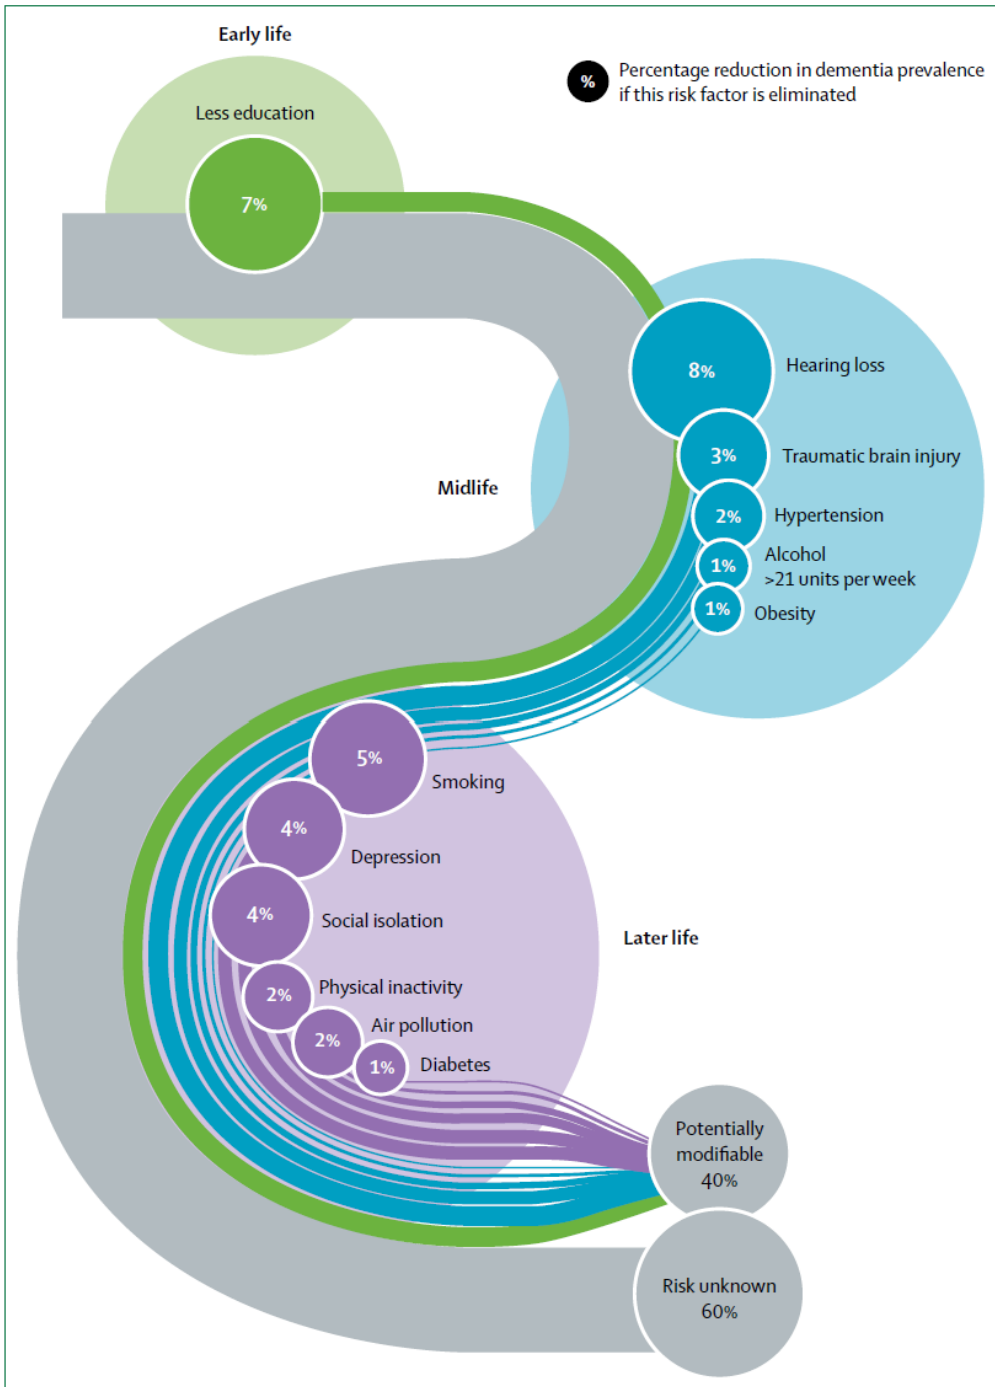 Early life
%
Percentage reduction in dementia prevalence
if this risk factor is eliminated
Less education
7%
8%
Hearing loss
3%
Traumatic brain injury
Midlife
2%
Hypertension
1%
Alcohol
>21 units per week
1%
Obesity
5%
Smoking
4%
Depression
4%
Social isolation
Later life
2%
Physical inactivity
2%
Air pollution
1%
Diabetes
Potentially
modifiable
40%
Risk unknown
60%